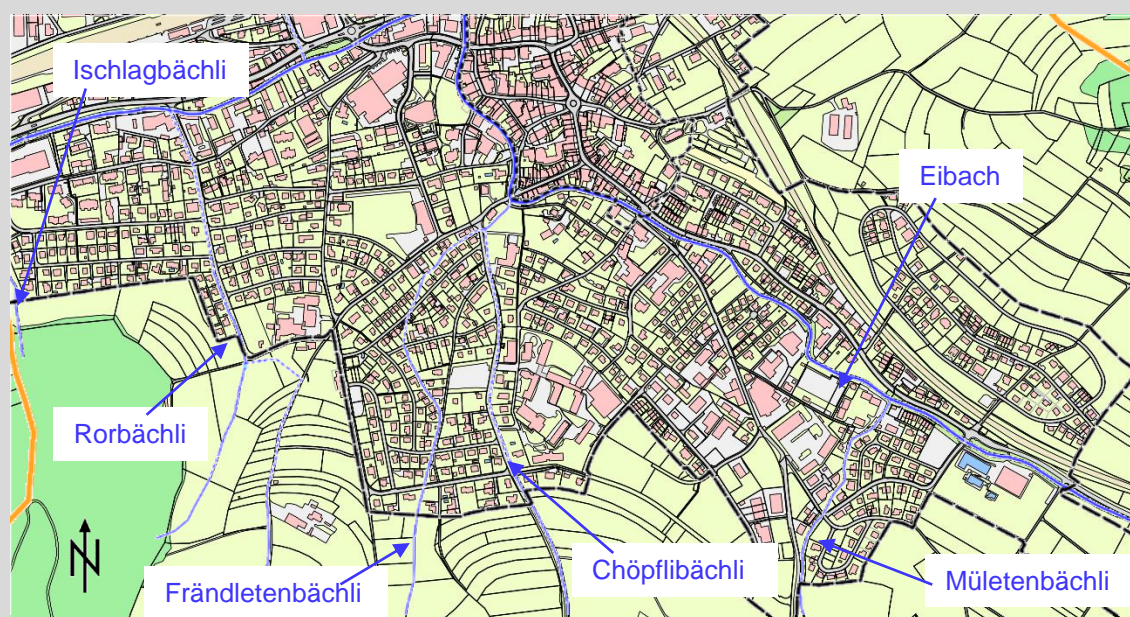 Ischlagbächli
Eibach
Rorbächli
Frändletenbächli
Chöpflibächli
Mületenbächli
N